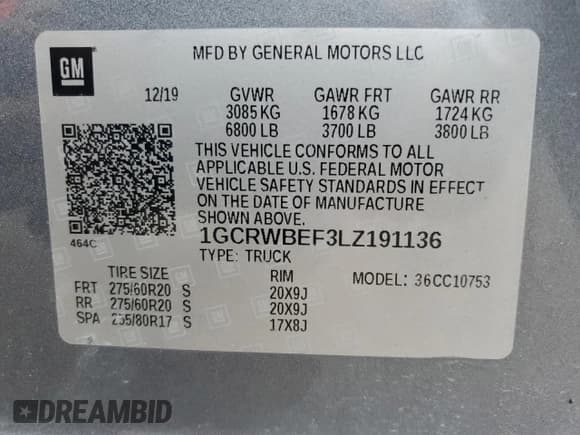 GM
MFD BY GENERAL MOTORS LLC
12/19 GVWR GAWR FRT GAWR RR
3085 KG 1678 KG 1724 KG
6800 LB 3700 LB 3800 LB
THIS VEHICLE CONFORMS TO ALL
APPLICABLE U.S. FEDERAL MOTOR
VEHICLE SAFETY STANDARDS IN EFFECT
ON THE DATE OF MANUFACTURE
SHOWN ABOVE.
464C
1GCRWBEF3LZ191136
TYPE: TRUCK
TIRE SIZE RIM MODEL: 36CC10753
FRT 275/60R20 S 20X9J
RR 275/60R20 S 20X9J
SPA 255/80R17 S 17X8J
DREAMBID